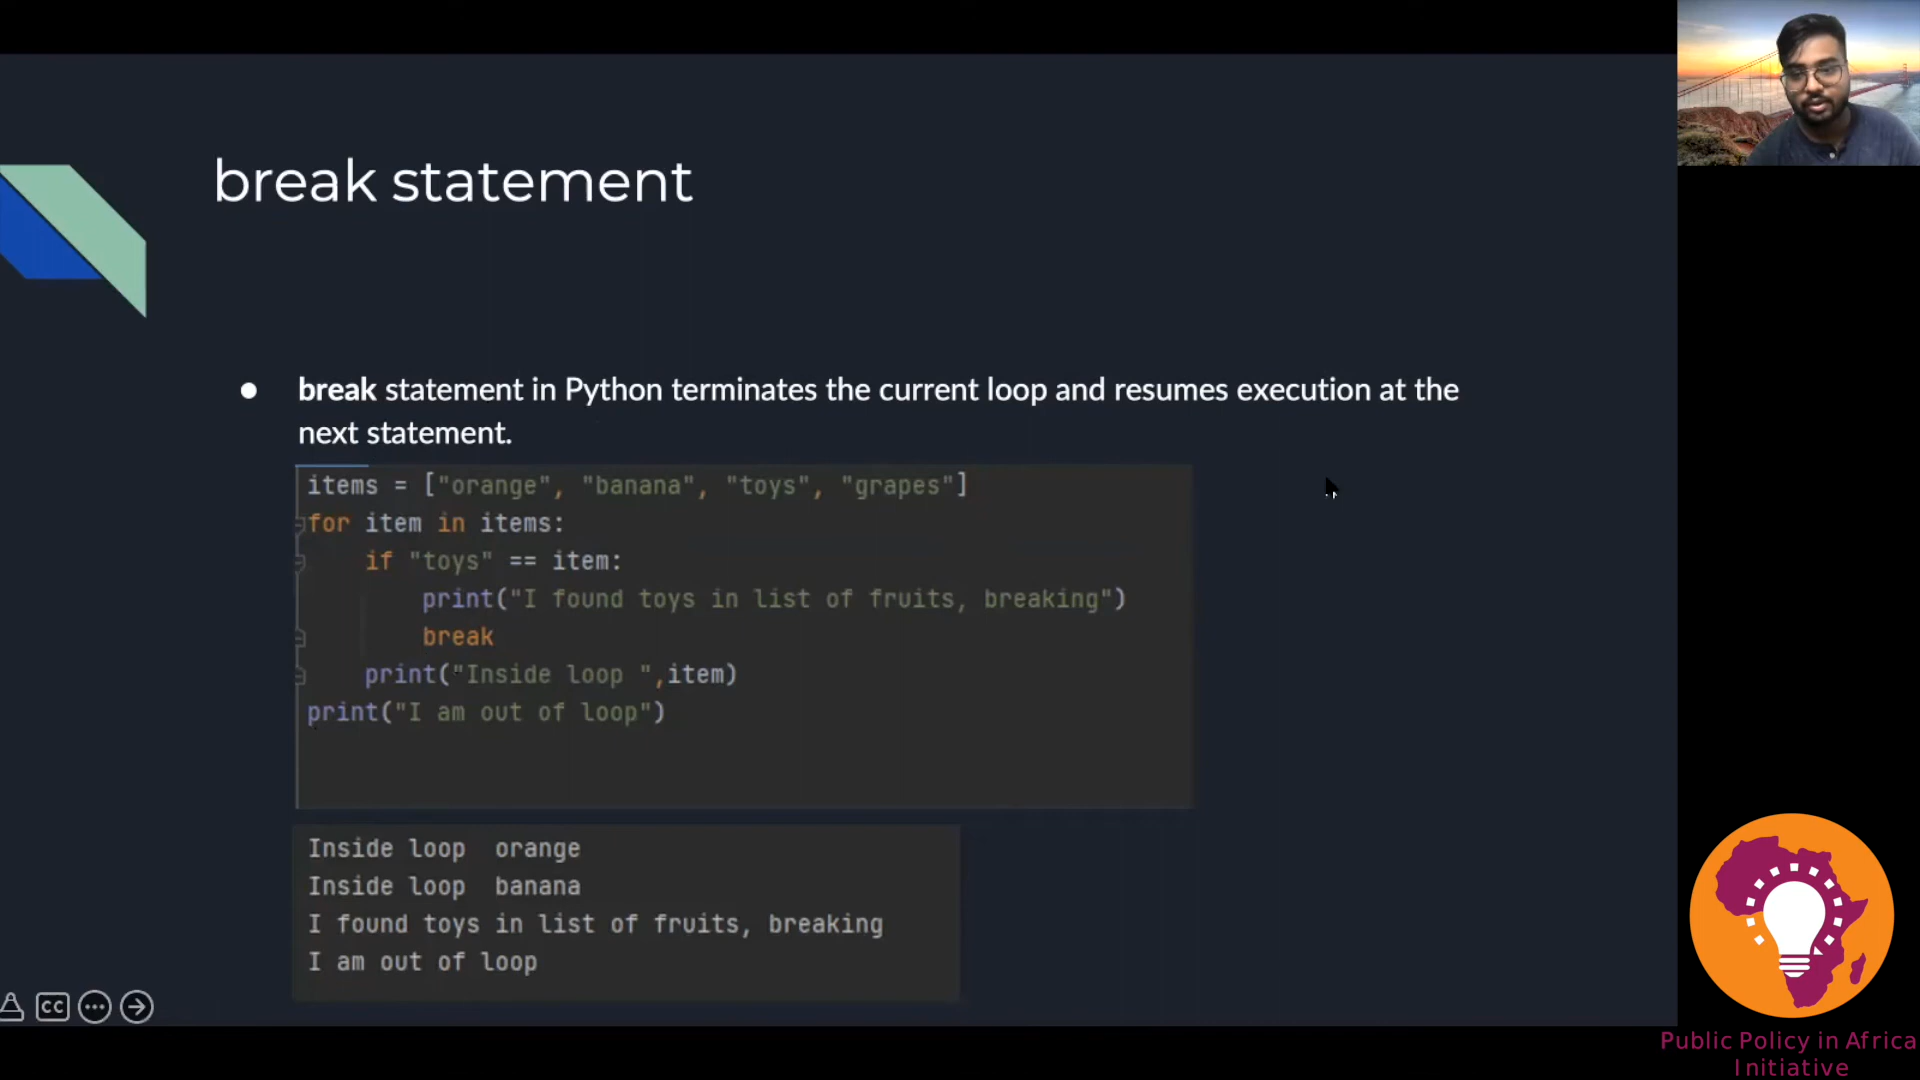 break statement
● break statement in Python terminates the current loop and resumes execution at the
next statement.
items = ["orange", "banana", "toys", "grapes"]
for item in items:
    if "toys" == item:
        print("I found toys in list of fruits, breaking")
        break
    print("Inside loop ",item)
print("I am out of loop")
Inside loop  orange
Inside loop  banana
I found toys in list of fruits, breaking
I am out of loop
CC
Public Policy in Africa
Initiative